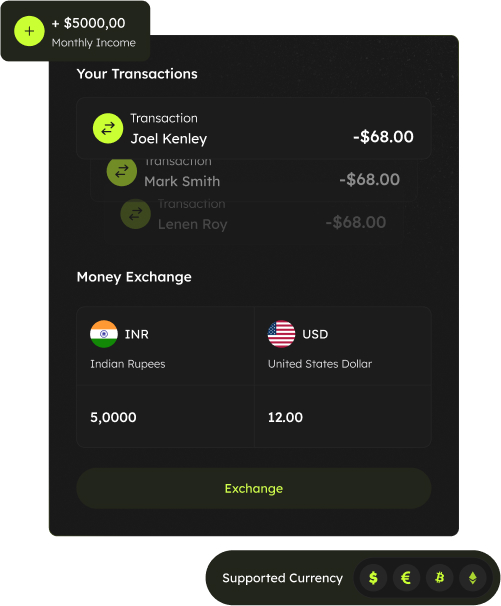 + $5000,00
Monthly Income
Your Transactions
Transaction
Joel Kenley
-$68.00
Transaction
Mark Smith
-$68.00
Transaction
Lenen Roy
-$68.00
Money Exchange
INR
Indian Rupees
USD
United States Dollar
5,0000
12.00
Exchange
Supported Currency